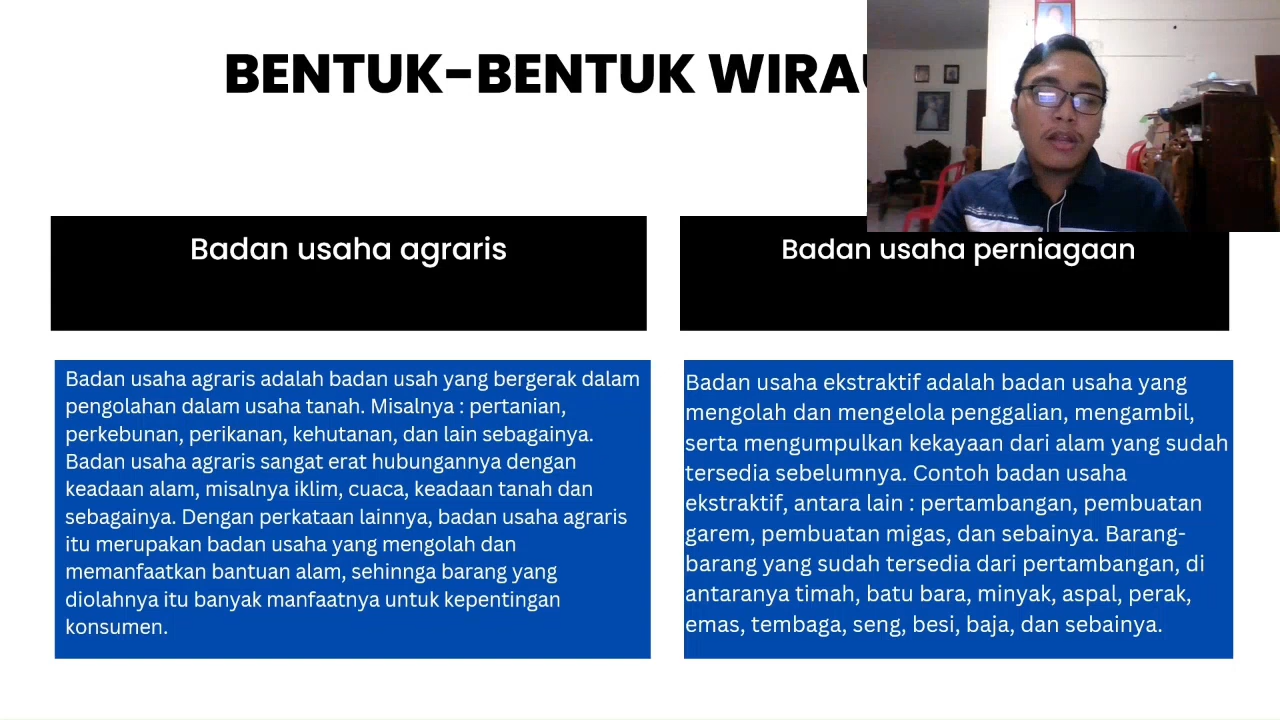 BENTUK-BENTUK
Badan usaha agraris
Badan usaha perniagaan
Badan usaha agraris adalah badan usah yang bergerak dalam
pengolahan dalam usaha tanah. Misalnya : pertanian,
perkebunan, perikanan, kehutanan, dan lain sebagainya.
Badan usaha agraris sangat erat hubungannya dengan
keadaan alam, misalnya iklim, cuaca, keadaan tanah dan
sebagainya. Dengan perkataan lainnya, badan usaha agraris
itu merupakan badan usaha yang mengolah dan
memanfaatkan bantuan alam, sehinnga barang yang
diolahnya itu banyak manfaatnya untuk kepentingan
konsumen.
Badan usaha ekstraktif adalah badan usaha yang
mengolah dan mengelola penggalian, mengambil,
serta mengumpulkan kekayaan dari alam yang sudah
tersedia sebelumnya. Contoh badan usaha
ekstraktif, antara lain : pertambangan, pembuatan
garem, pembuatan migas, dan sebainya. Barang-
barang yang sudah tersedia dari pertambangan, di
antaranya timah, batu bara, minyak, aspal, perak,
emas, tembaga, seng, besi, baja, dan sebainya.